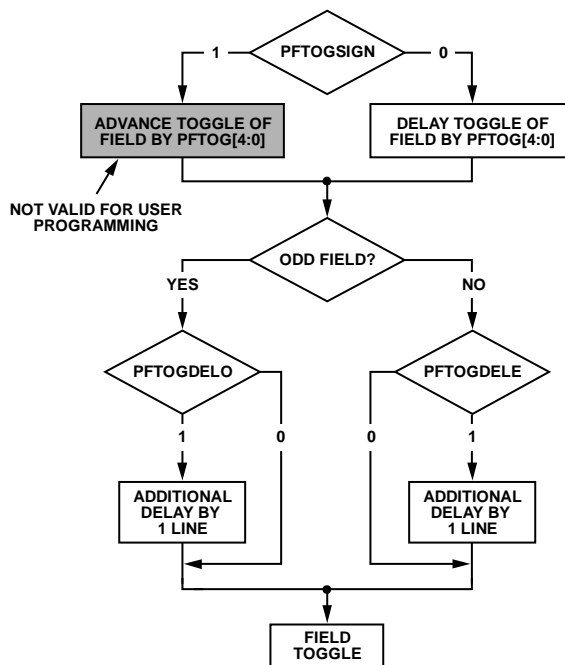 PFTOGSIGN
1
0
ADVANCE TOGGLE OF
FIELD BY PFTOG[4:0]
DELAY TOGGLE OF
FIELD BY PFTOG[4:0]
NOT VALID FOR USER
PROGRAMMING
ODD FIELD?
YES
NO
PFTOGDELO
PFTOGDELE
1
0
0
1
ADDITIONAL
DELAY BY
1 LINE
ADDITIONAL
DELAY BY
1 LINE
FIELD
TOGGLE